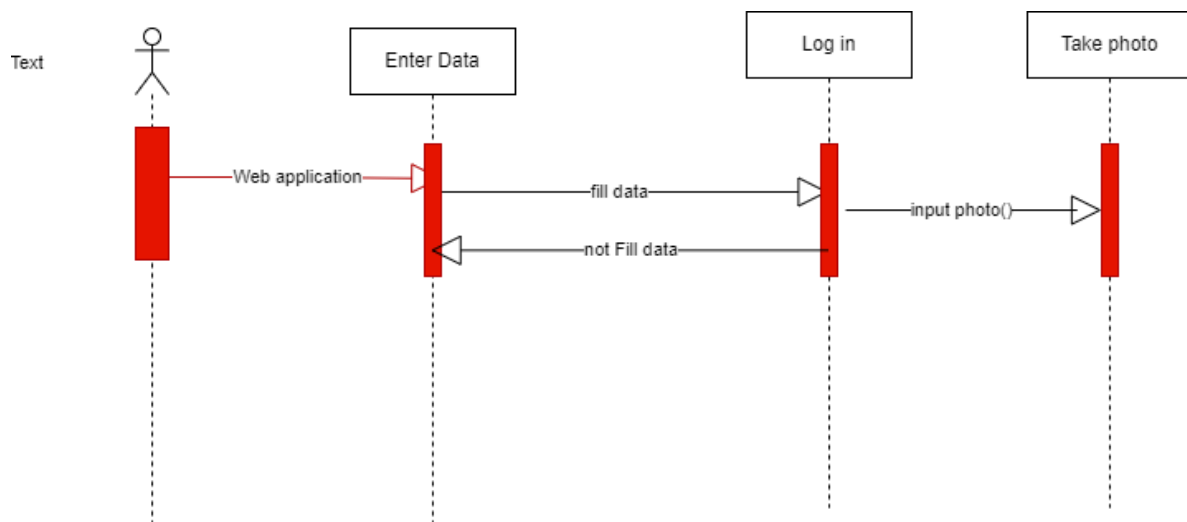 Text
Enter Data
Log in
Take photo
Web application
fill data
input photo()
not Fill data